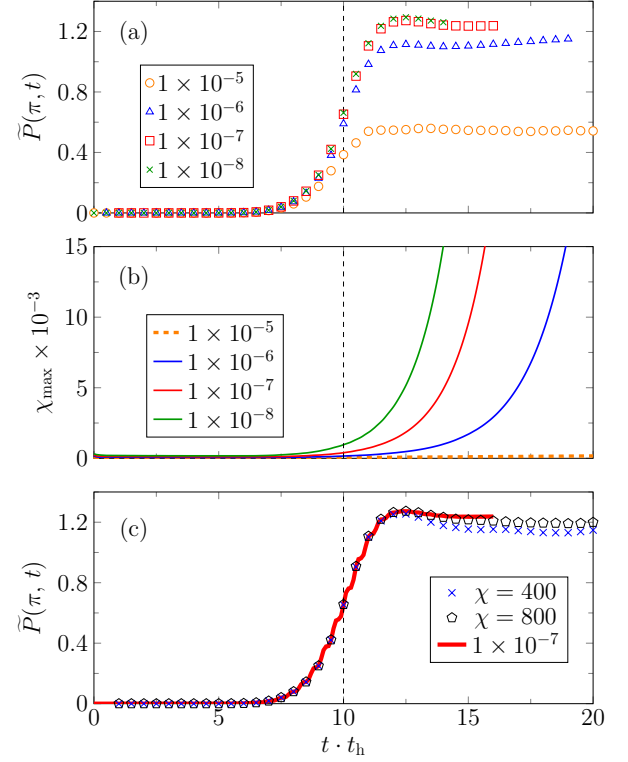 (a)
P̃(π, t)
1.2
0.8
0.4
0
1 × 10⁻⁵
1 × 10⁻⁶
1 × 10⁻⁷
1 × 10⁻⁸
(b)
χmax × 10⁻³
15
10
5
0
1 × 10⁻⁵
1 × 10⁻⁶
1 × 10⁻⁷
1 × 10⁻⁸
(c)
P̃(π, t)
1.2
0.8
0.4
0
χ = 400
χ = 800
1 × 10⁻⁷
0 5 10 15 20
t · tₕ